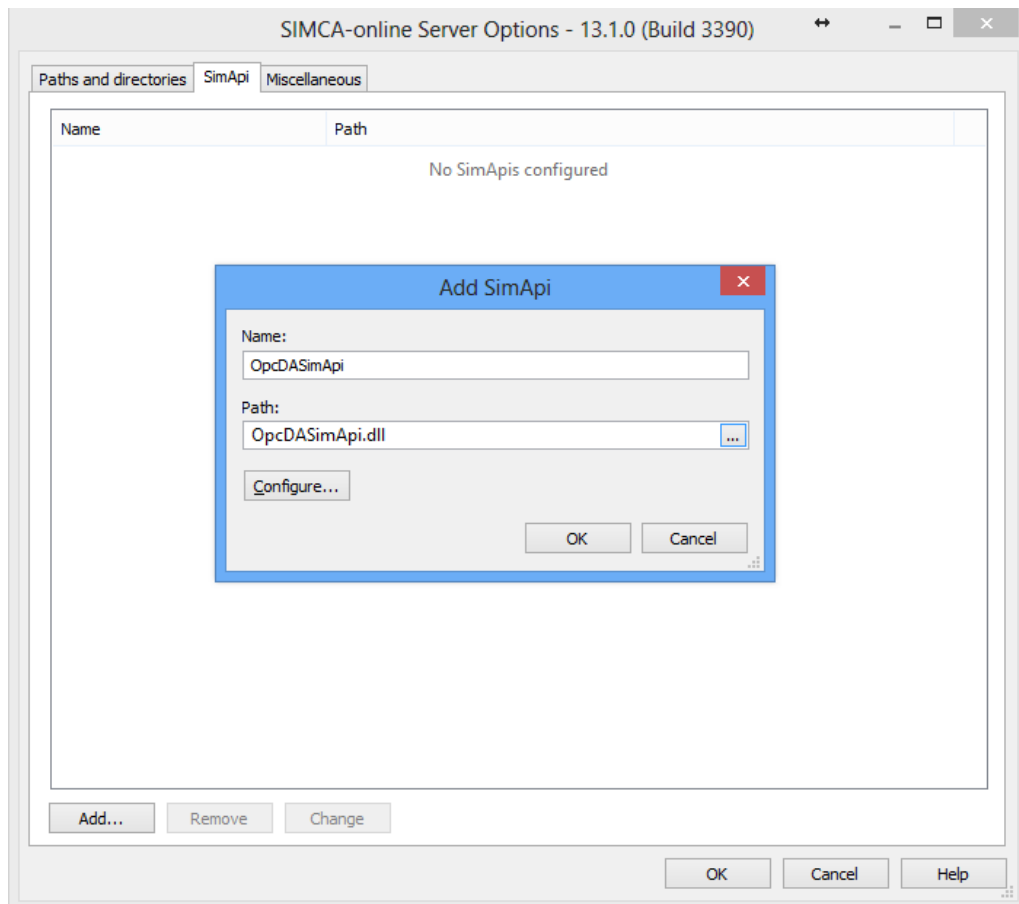 SIMCA-online Server Options - 13.1.0 (Build 3390)
Paths and directories SimApi Miscellaneous
Name Path
No SimApis configured
Add SimApi
Name:
OpcDASimApi
Path:
OpcDASimApi.dll ...
Configure...
OK Cancel
Add... Remove Change
OK Cancel Help